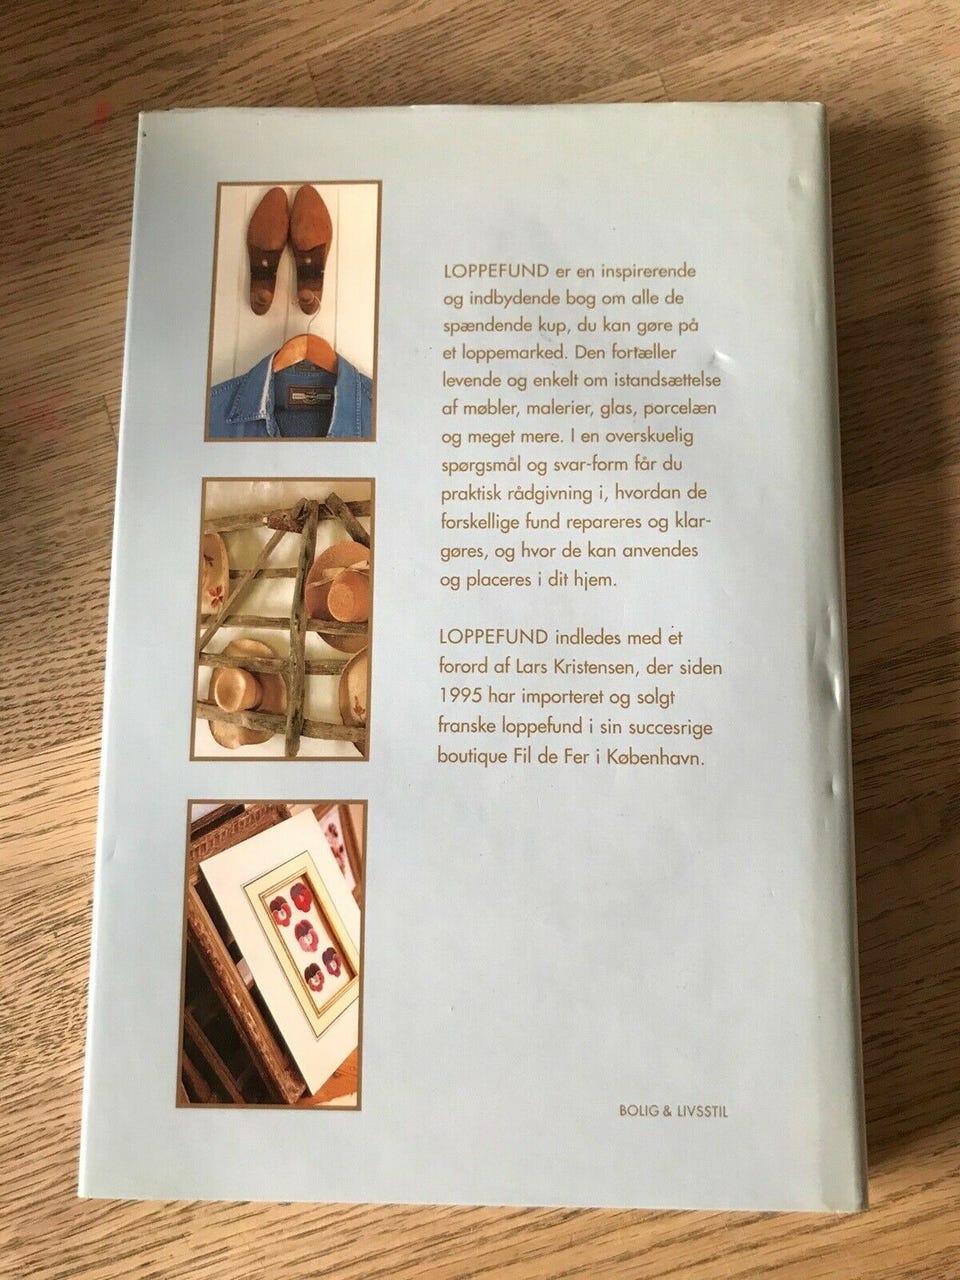 LOPPEFUND er en inspirerende
og indbydende bog om alle de
spændende kup, du kan gøre på
et loppemarked. Den fortæller
levende og enkelt om istandsættelse
af møbler, malerier, glas, porcelæn
og meget mere. I en overskuelig
spørgsmål og svar-form får du
praktisk rådgivning i, hvordan de
forskellige fund repareres og klar-
gøres, og hvor de kan anvendes
og placeres i dit hjem.
LOPPEFUND indledes med et
forord af Lars Kristensen, der siden
1995 har importeret og solgt
franske loppefund i sin succesrige
boutique Fil de Fer i København.
BOLIG & LIVSSTIL